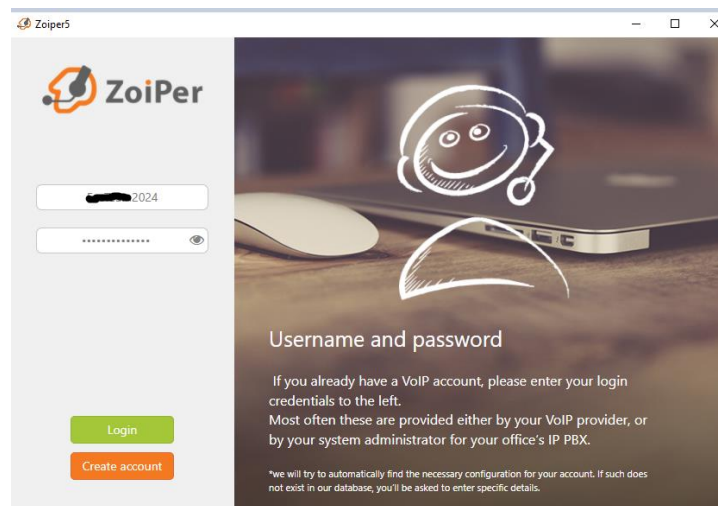 Zoiper5
ZoiPer
2024
Username and password
If you already have a VoIP account, please enter your login
credentials to the left.
Most often these are provided either by your VoIP provider, or
by your system administrator for your office's IP PBX.
Login
Create account
*we will try to automatically find the necessary configuration for your account. If such does
not exist in our database, you'll be asked to enter specific details.